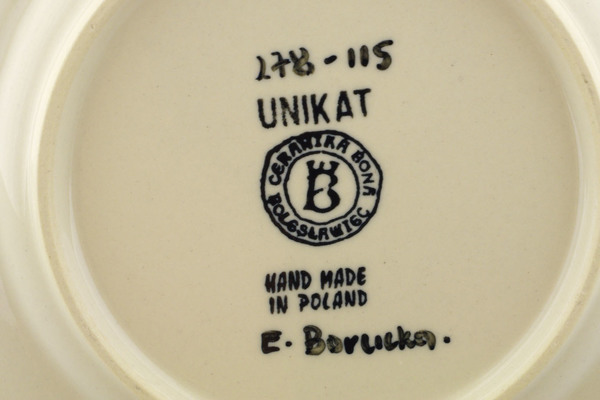 278-115
UNIKAT
CERAMIKA BONA
B
BOLESŁAWIEC
HAND MADE
IN POLAND
E. Borucka.